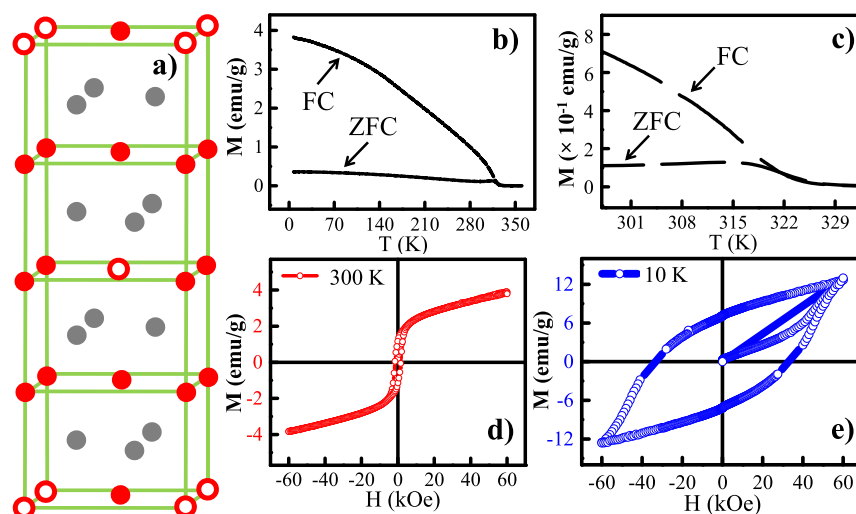 a)
b)
4
3
2
1
0
M (emu/g)
FC
ZFC
0
70
140
210
280
350
T (K)
c)
8
6
4
2
0
M (× 10⁻¹ emu/g)
FC
ZFC
301
308
315
322
329
T (K)
300 K
4
2
0
-2
-4
M (emu/g)
d)
-60
-40
-20
0
20
40
60
H (kOe)
10 K
12
6
0
-6
-12
M (emu/g)
e)
-60
-40
-20
0
20
40
60
H (kOe)